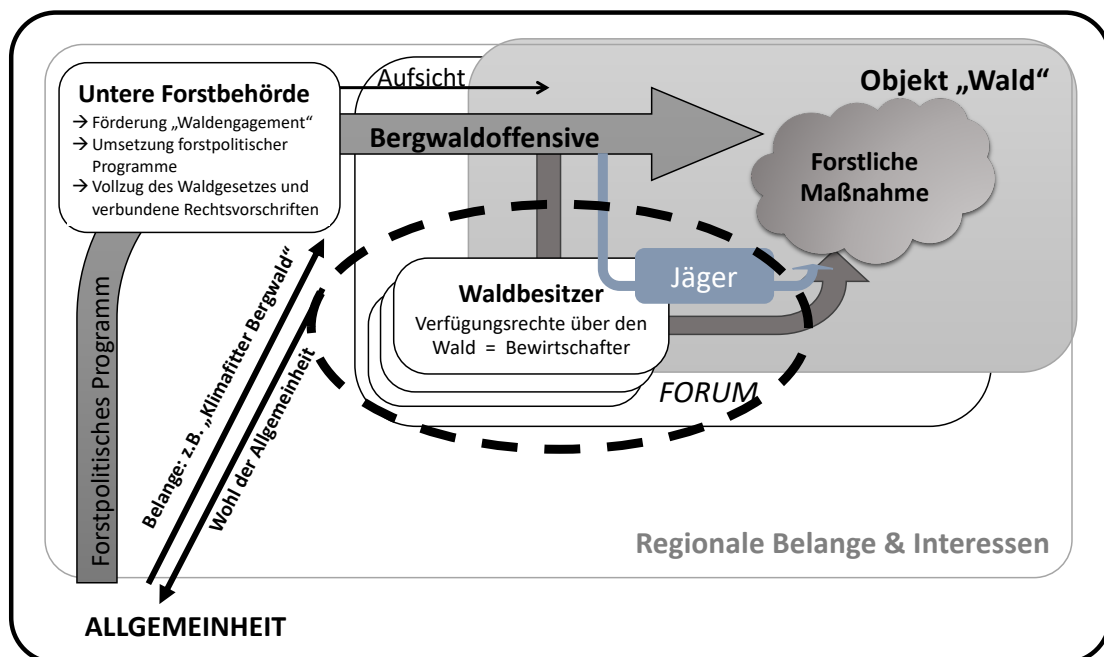 Untere Forstbehörde
→ Förderung „Waldengagement“
→ Umsetzung forstpolitischer
Programme
→ Vollzug des Waldgesetzes und
verbundene Rechtsvorschriften
Aufsicht
Bergwaldoffensive
Objekt „Wald“
Forstliche
Maßnahme
Jäger
Waldbesitzer
Verfügungsrechte über den
Wald = Bewirtschafter
FORUM
Forstpolitisches Programm
Belange: z.B. „Klimafitter Bergwald“
Wohl der Allgemeinheit
Regionale Belange & Interessen
ALLGEMEINHEIT